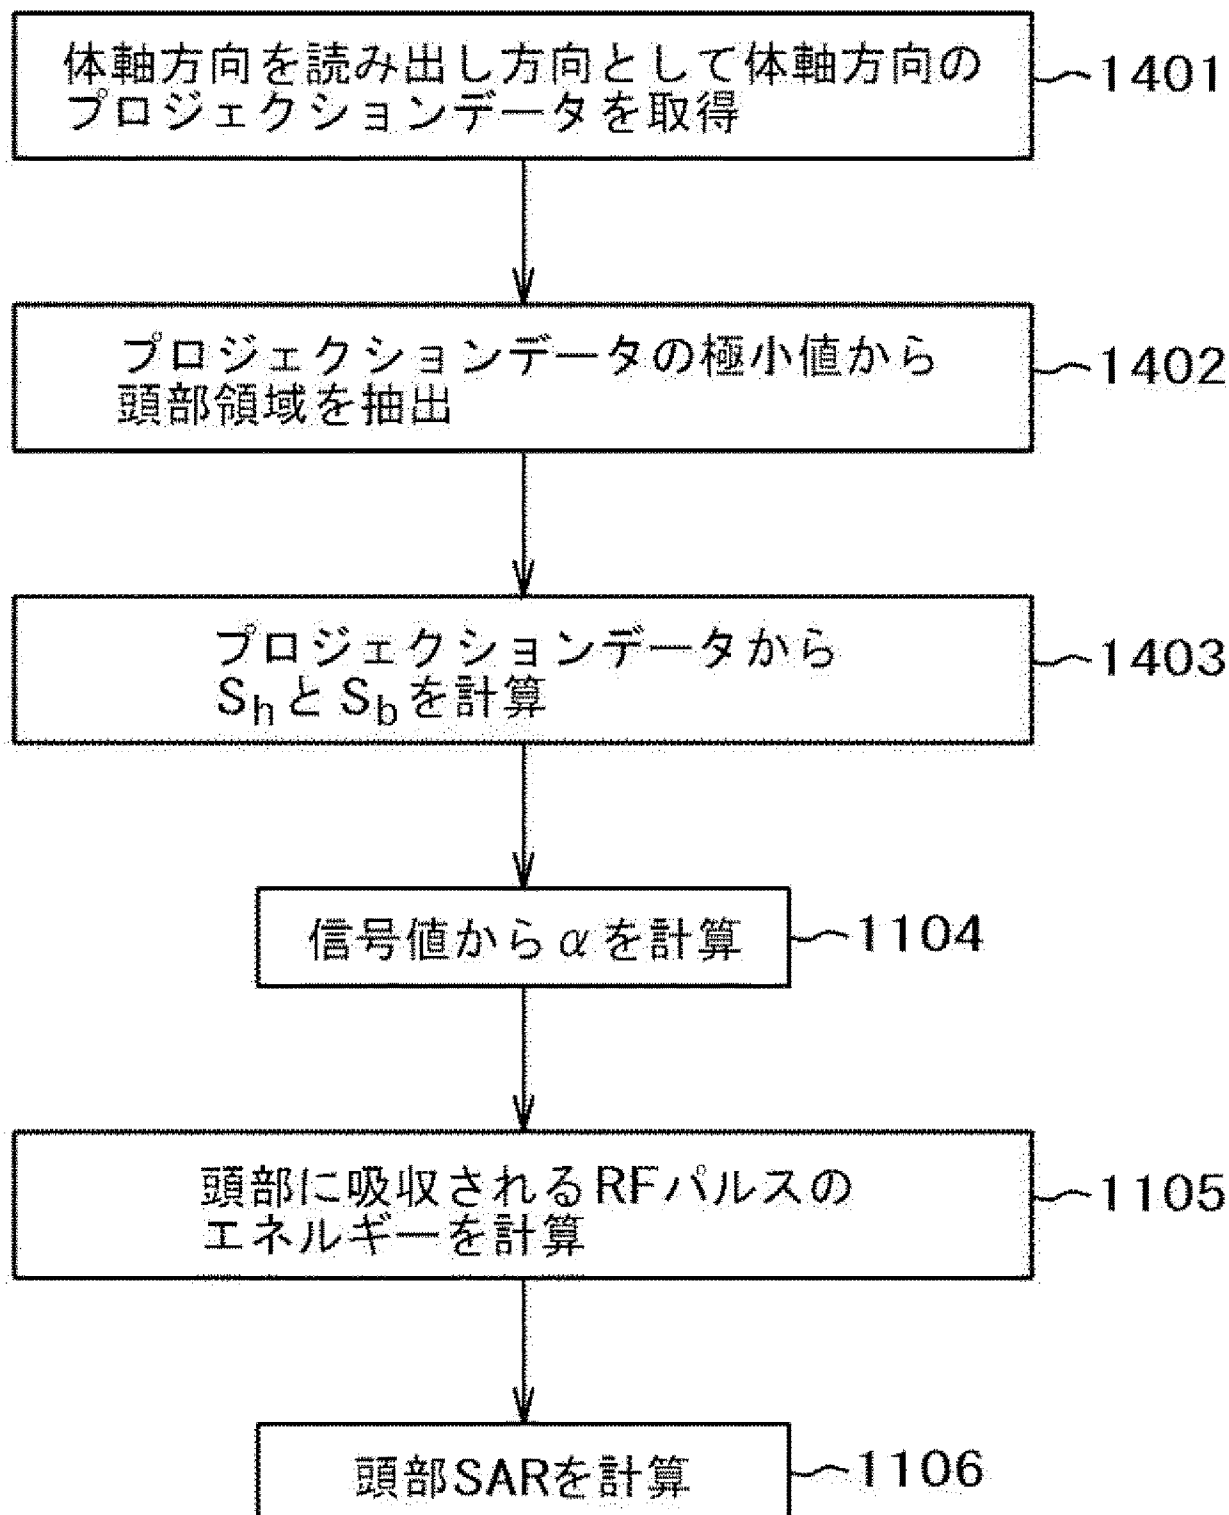 体軸方向を読み出し方向として体軸方向の
プロジェクションデータを取得
1401
プロジェクションデータの極小値から
頭部領域を抽出
1402
プロジェクションデータから
ShとSbを計算
1403
信号値からαを計算
1104
頭部に吸収されるRFパルスの
エネルギーを計算
1105
頭部SARを計算
1106